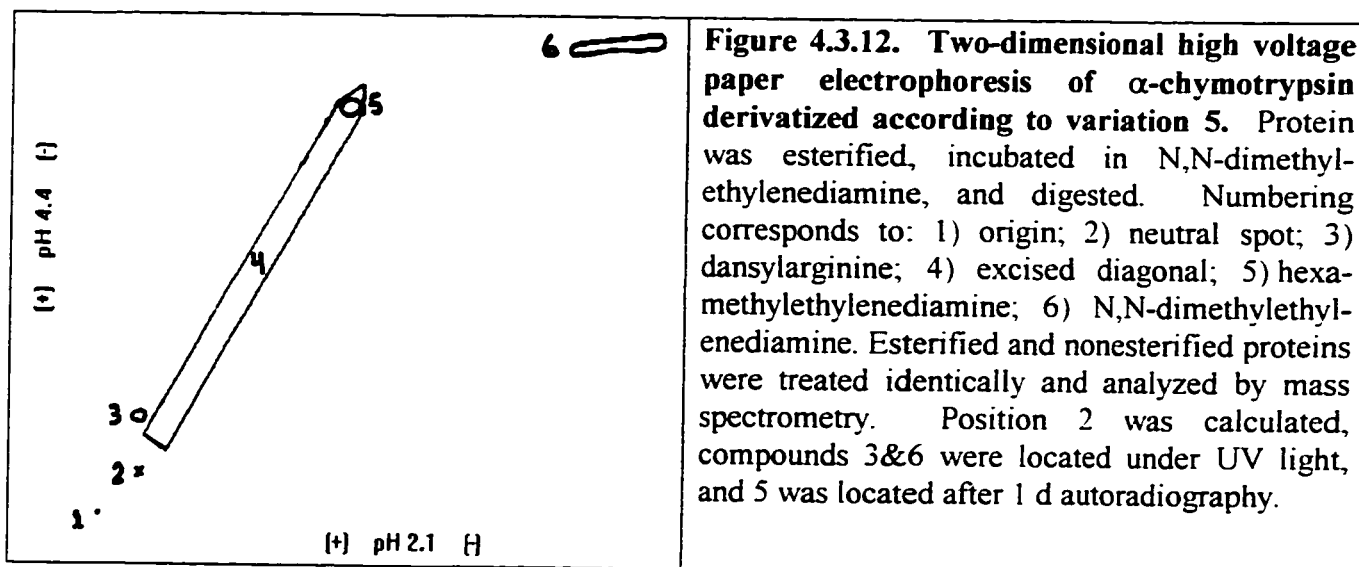 6
5
(+) pH 4.4 (-)
4
3
2
1
(+) pH 2.1 (-)
Figure 4.3.12. Two-dimensional high voltage
paper electrophoresis of α-chymotrypsin
derivatized according to variation 5. Protein
was esterified, incubated in N,N-dimethyl-
ethylenediamine, and digested. Numbering
corresponds to: 1) origin; 2) neutral spot; 3)
dansylarginine; 4) excised diagonal; 5) hexa-
methylethylenediamine; 6) N,N-dimethylethyl-
enediamine. Esterified and nonesterified proteins
were treated identically and analyzed by mass
spectrometry. Position 2 was calculated,
compounds 3&6 were located under UV light,
and 5 was located after 1 d autoradiography.